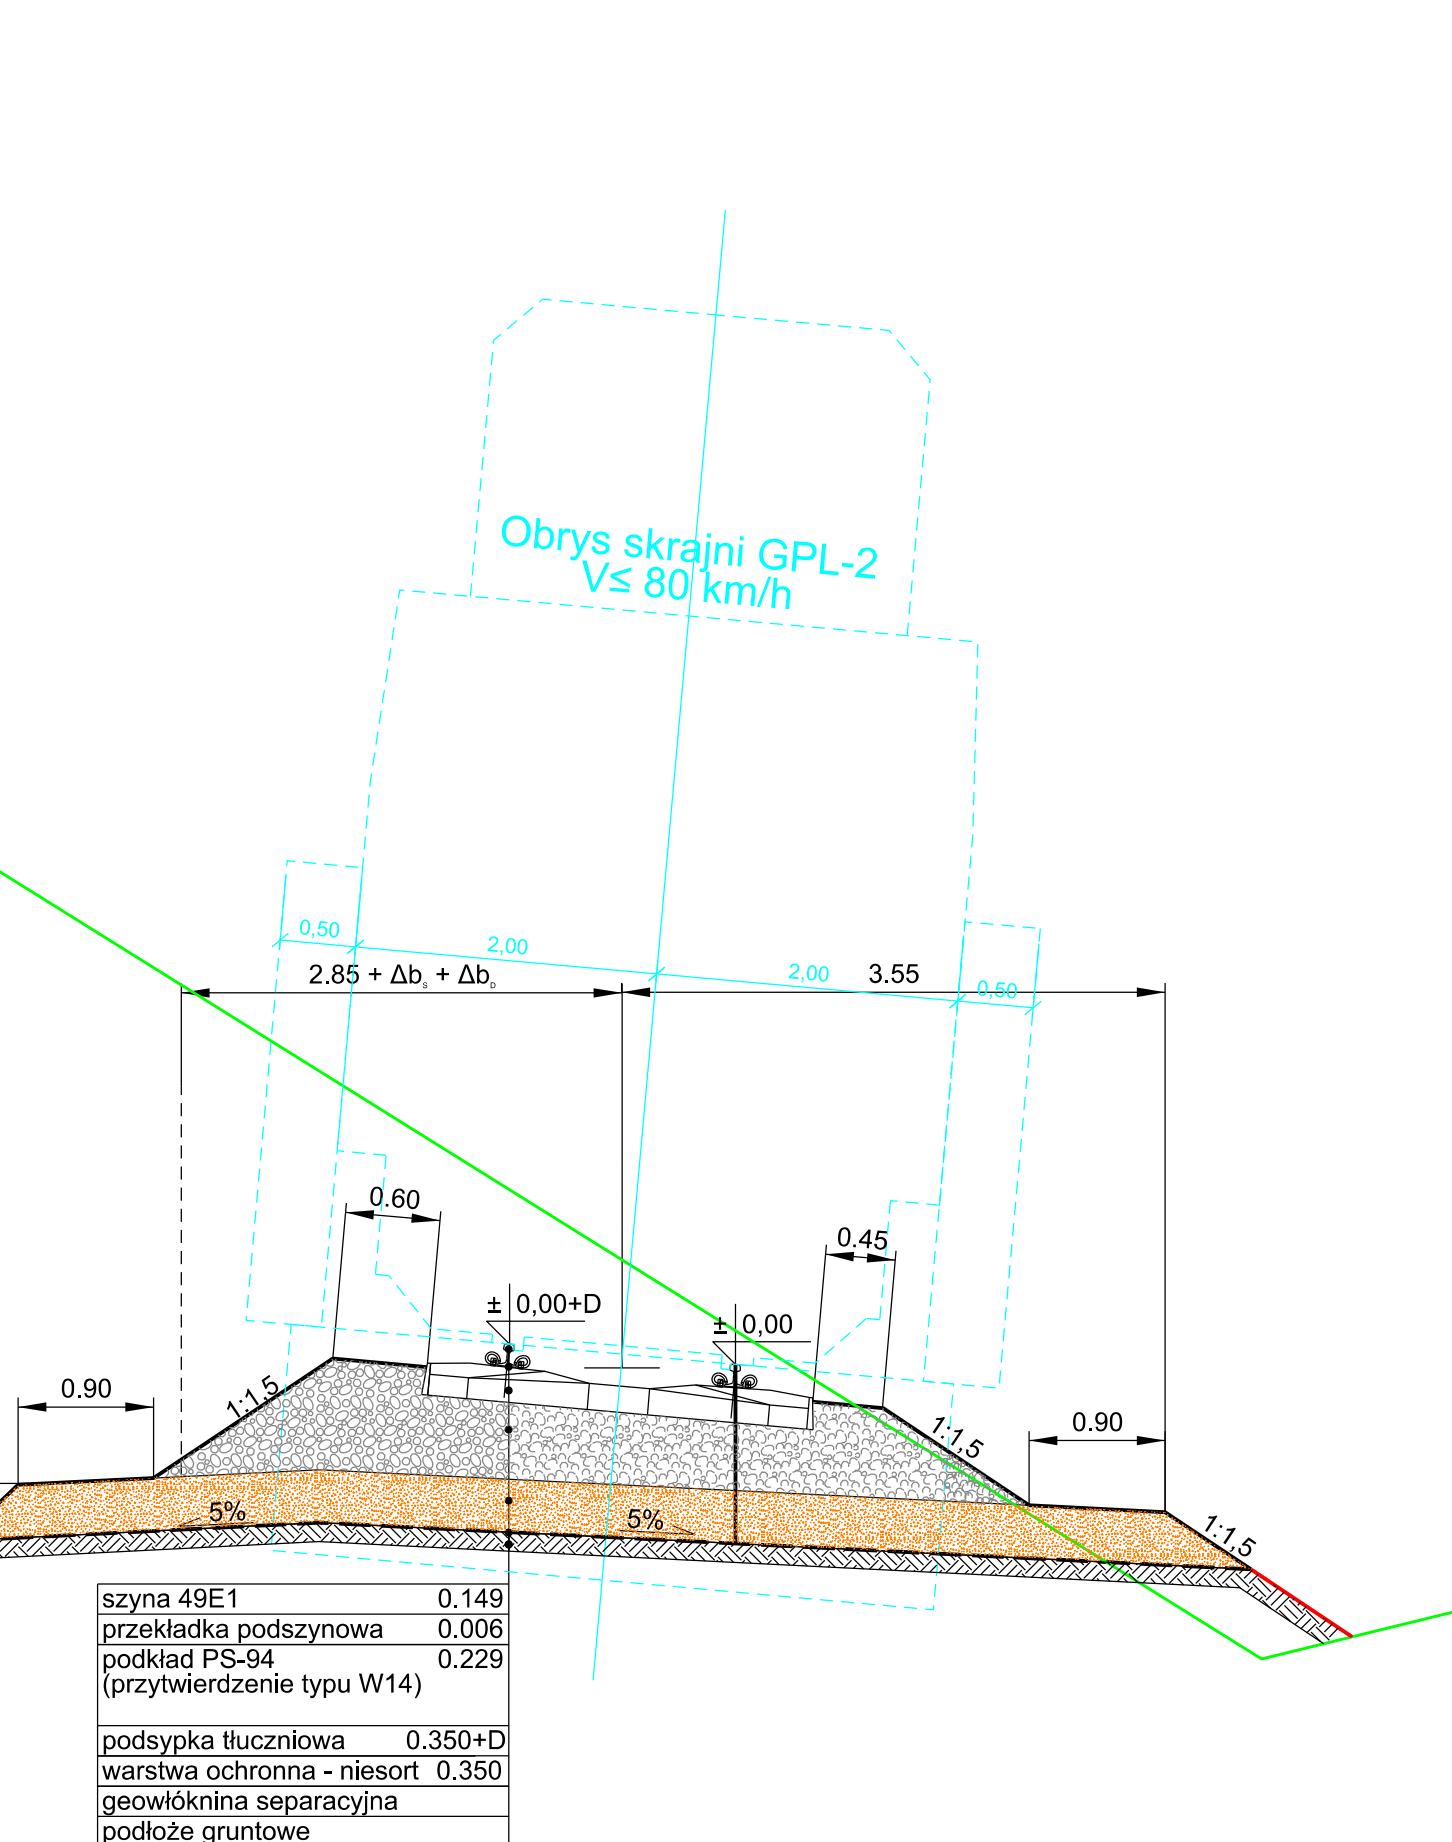 Obrys skrajni GPL-2
V≤ 80 km/h
0,50
2,00
2,00
0,50
2.85 + Δbₛ + Δb_D
3.55
0.60
0.45
± 0,00+D
± 0,00
0.90
1:1,5
1:1,5
0.90
5%
5%
1:1,5
szyna 49E1 0.149
przekładka podszynowa 0.006
podkład PS-94 0.229
(przytwierdzenie typu W14)
podsypka tłuczniowa 0.350+D
warstwa ochronna - niesort 0.350
geowłóknina separacyjna
podłoże gruntowe